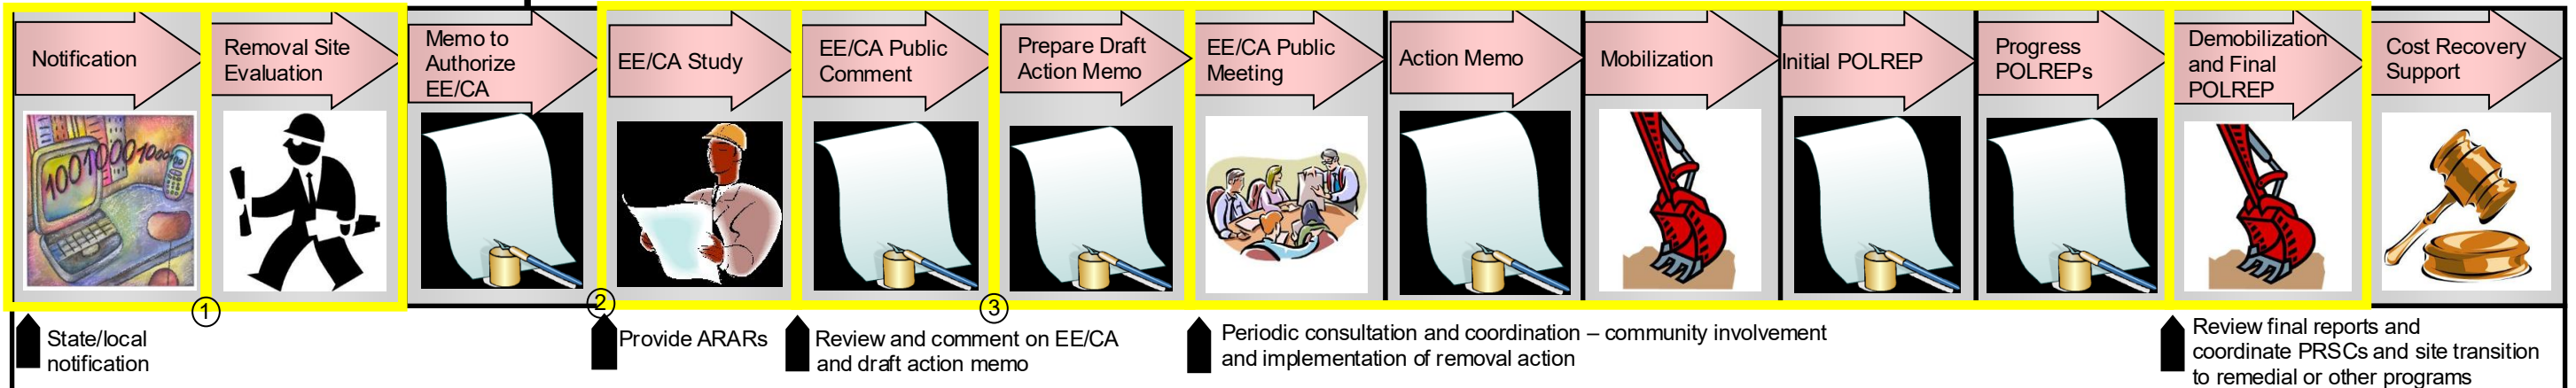 Notification
Removal Site
Evaluation
Memo to
Authorize
EE/CA
EE/CA Study
EE/CA Public
Comment
Prepare Draft
Action Memo
EE/CA Public
Meeting
Action Memo
Mobilization
Initial POLREP
Progress
POLREPs
Demobilization
and Final
POLREP
Cost Recovery
Support
1001000100
1
2
3
State/local
notification
Provide ARARs
Review and comment on EE/CA
and draft action memo
Periodic consultation and coordination – community involvement
and implementation of removal action
Review final reports and
coordinate PRSCs and site transition
to remedial or other programs